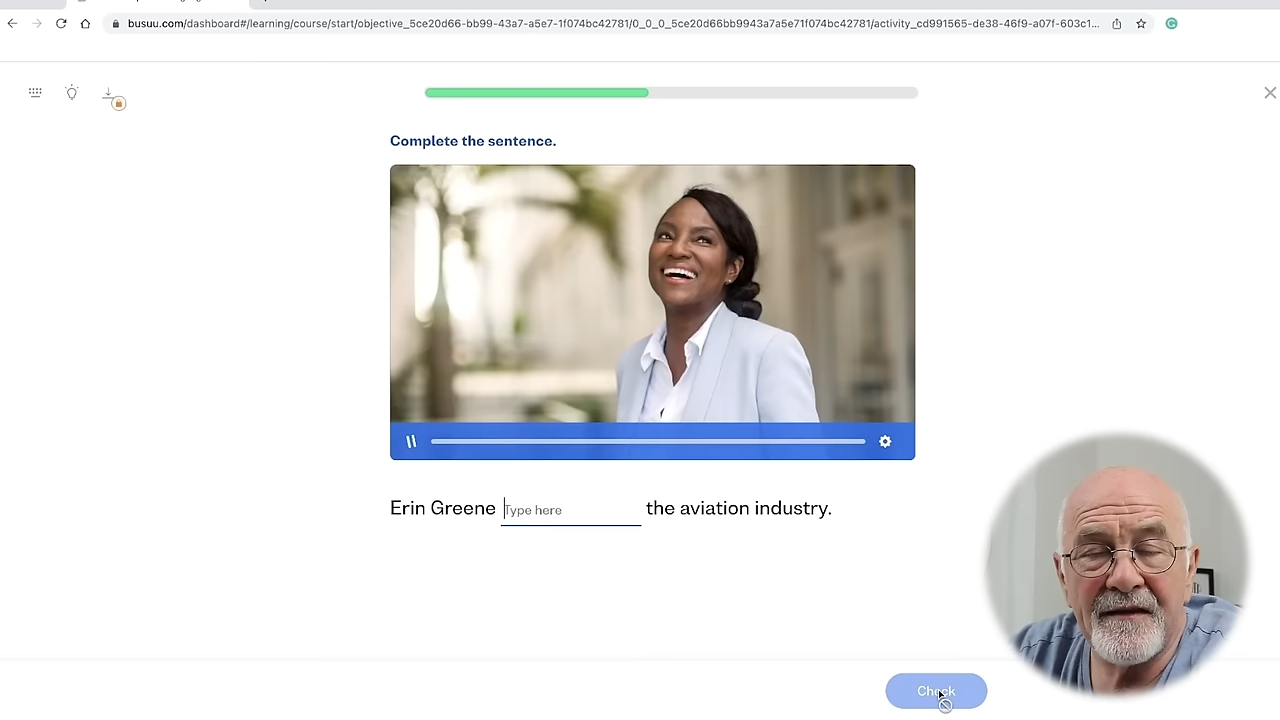 busuu.com/dashboard#/learning/course/start/objective_5ce20d66-bb99-43a7-a5e7-1f074bc42781/0_0_0_5ce20d66bb9943a7a5e71f074bc42781/activity_cd991565-de38-46f9-a07f-603c1...
Complete the sentence.
Erin Greene Type here the aviation industry.
Check